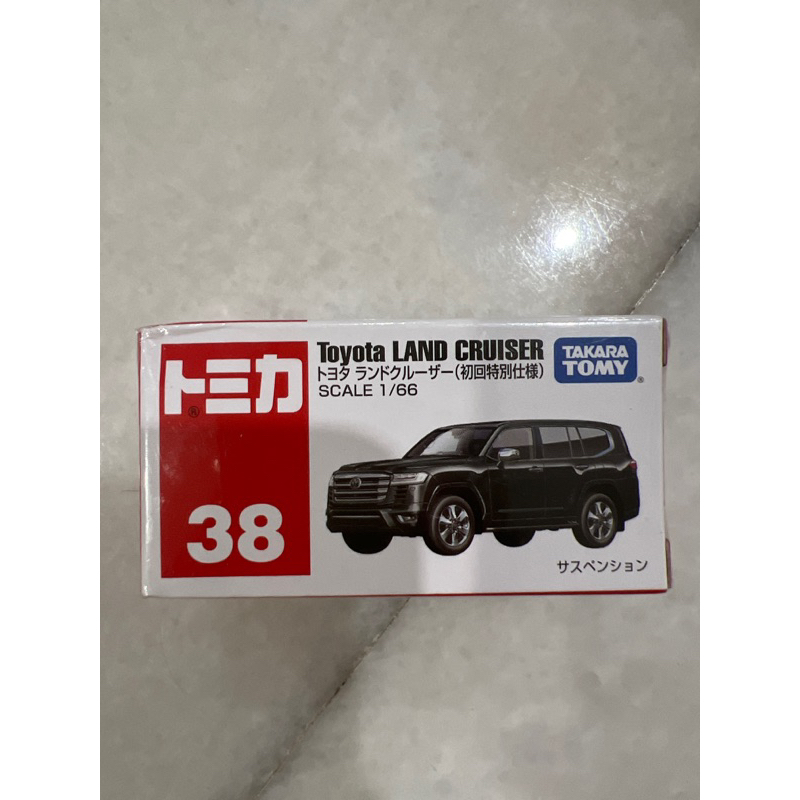 トミカ®
38
Toyota LAND CRUISER
トヨタ ランドクルーザー(初回特別仕様)
SCALE 1/66
TAKARA
TOMY®
サスペンション